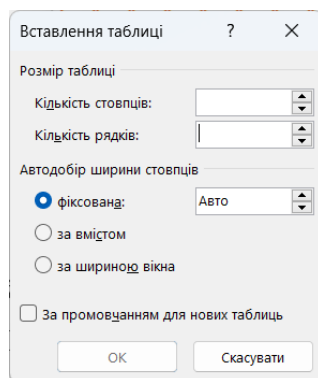 Вставлення таблиці ? ×
Розмір таблиці
Кількість стовпців:
Кількість рядків:
Автодобір ширини стовпців
фіксована: Авто
за вмістом
за шириною вікна
За промовчанням для нових таблиць
ОК Скасувати